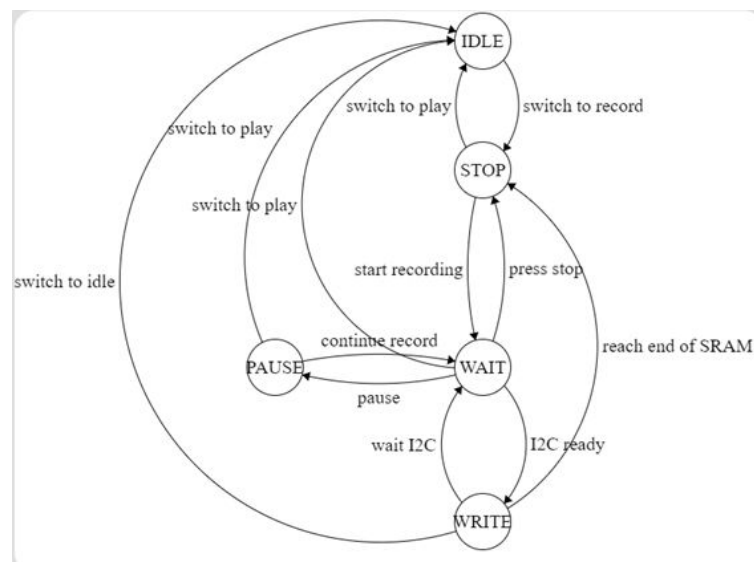 IDLE
switch to play
switch to record
switch to play
STOP
switch to play
start recording
press stop
switch to idle
continue record
reach end of SRAM
PAUSE
WAIT
pause
wait I2C
I2C ready
WRITE